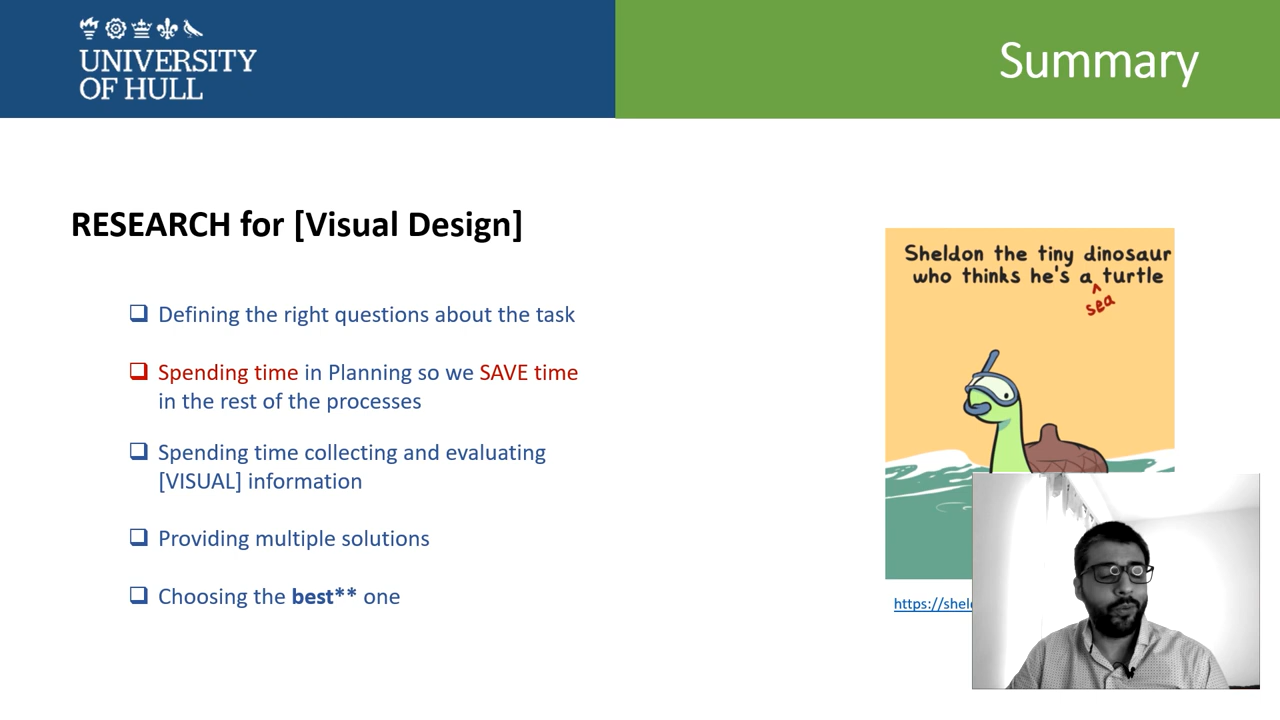 UNIVERSITY
OF HULL
Summary
RESEARCH for [Visual Design]
Defining the right questions about the task
Spending time in Planning so we SAVE time
in the rest of the processes
Spending time collecting and evaluating
[VISUAL] information
Providing multiple solutions
Choosing the best** one
Sheldon the tiny dinosaur
who thinks he's a turtle
^
sea
https://shel